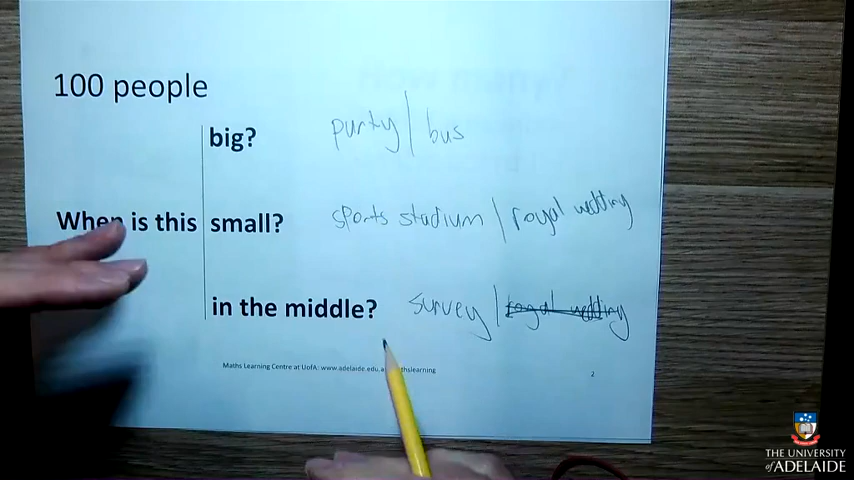 100 people
big? party | bus
When is this small? sports stadium | royal wedding
in the middle? survey | royal wedding
Maths Learning Centre at UofA: www.adelaide.edu.au/mathslearning
2
THE UNIVERSITY
of ADELAIDE